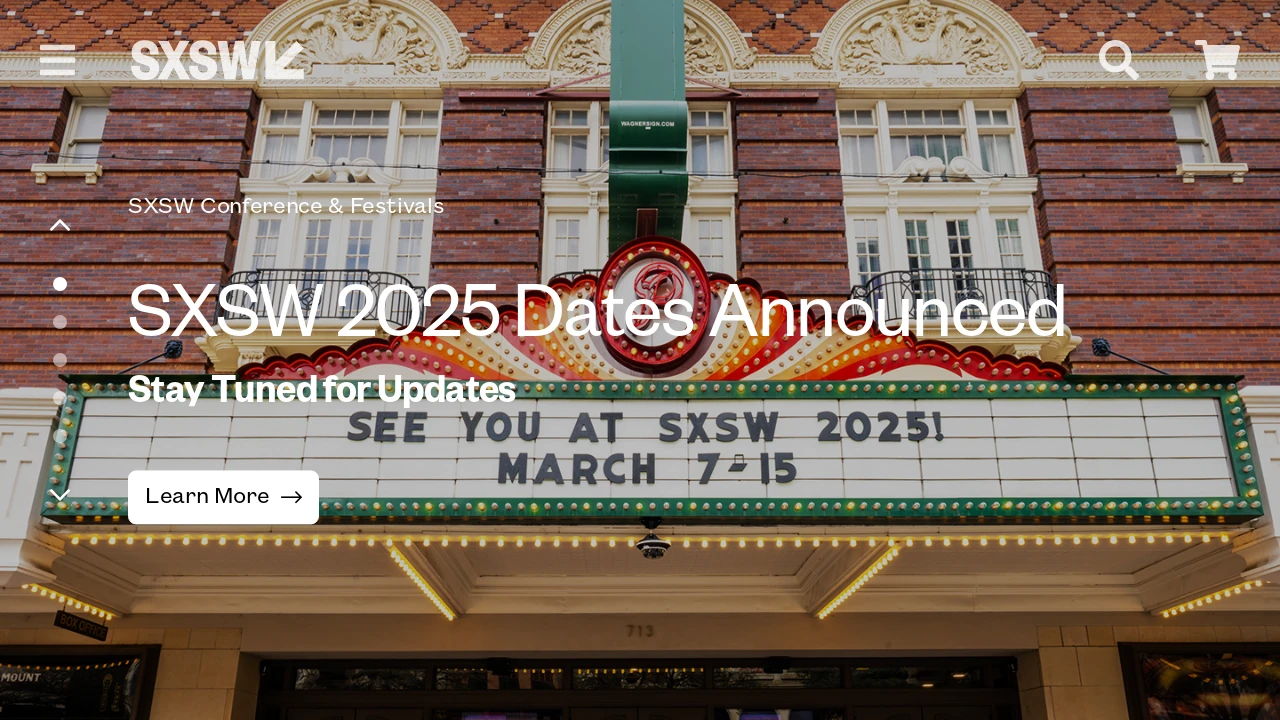 SXSW
WAGNERSIGN.COM
SXSW Conference & Festivals
SXSW 2025 Dates Announced
Stay Tuned for Updates
SEE YOU AT SXSW 2025!
MARCH 7-15
Learn More
BOX OFFICE
713
MOUNT